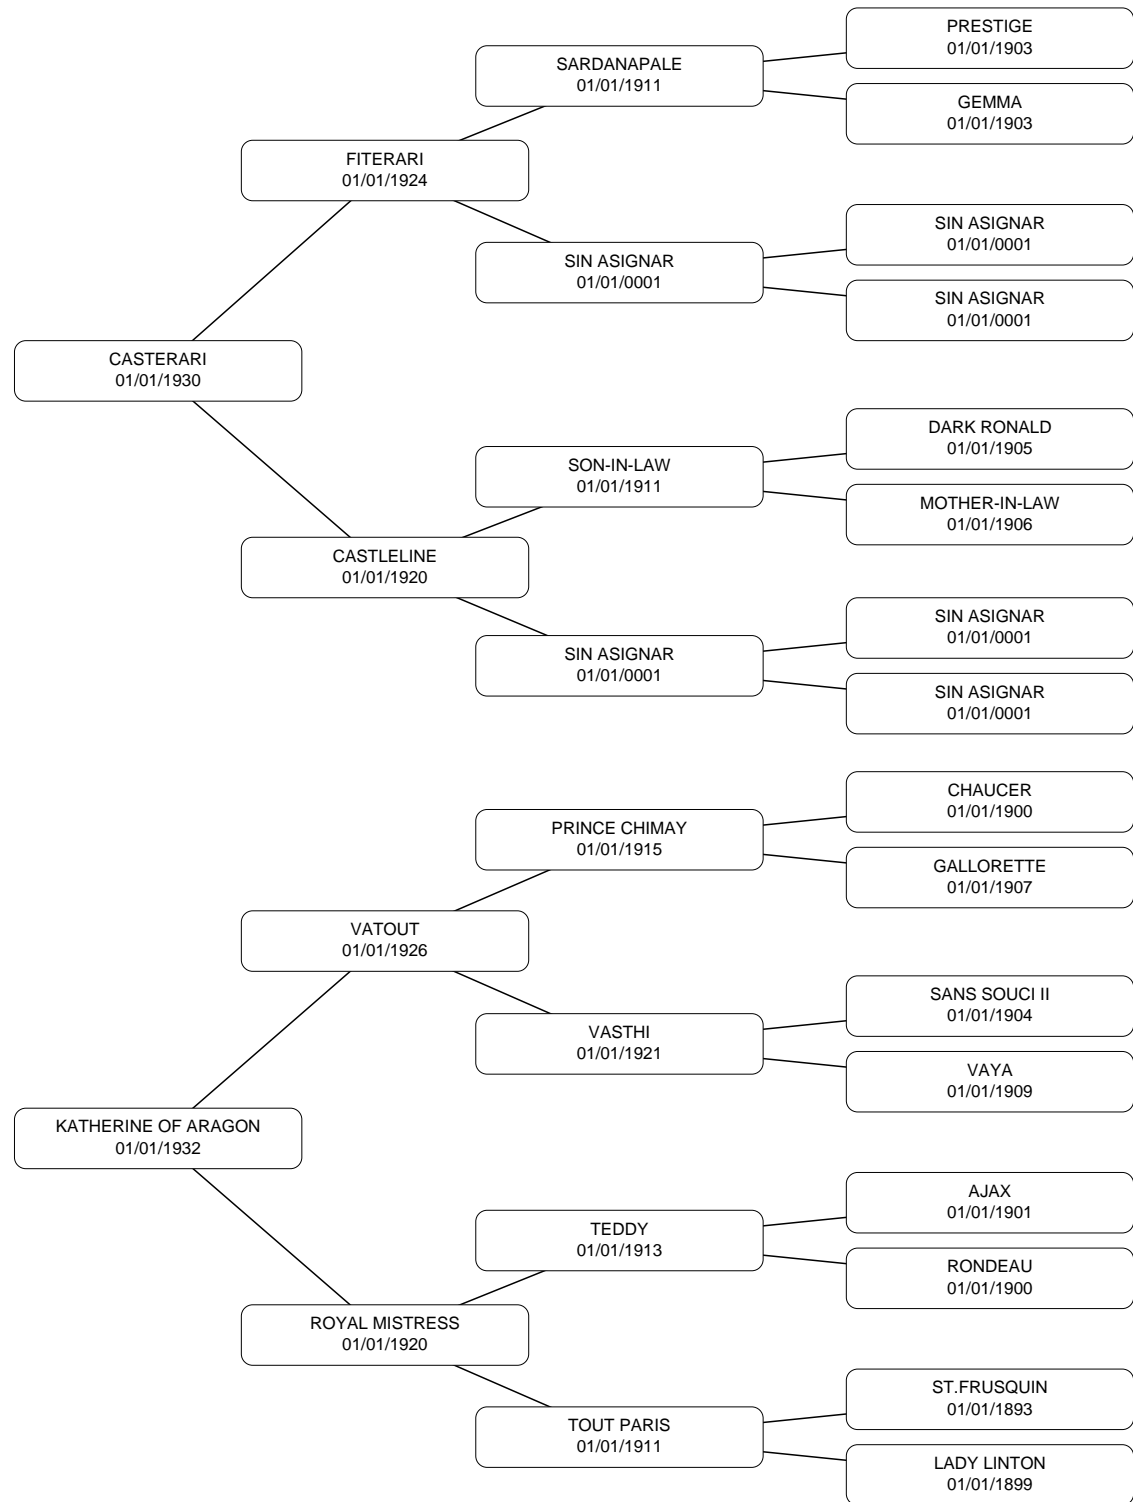 PRESTIGE
01/01/1903
SARDANAPALE
01/01/1911
GEMMA
01/01/1903
FITERARI
01/01/1924
SIN ASIGNAR
01/01/0001
SIN ASIGNAR
01/01/0001
SIN ASIGNAR
01/01/0001
CASTERARI
01/01/1930
DARK RONALD
01/01/1905
SON-IN-LAW
01/01/1911
MOTHER-IN-LAW
01/01/1906
CASTLELINE
01/01/1920
SIN ASIGNAR
01/01/0001
SIN ASIGNAR
01/01/0001
SIN ASIGNAR
01/01/0001
CHAUCER
01/01/1900
PRINCE CHIMAY
01/01/1915
GALLORETTE
01/01/1907
VATOUT
01/01/1926
SANS SOUCI II
01/01/1904
VASTHI
01/01/1921
VAYA
01/01/1909
KATHERINE OF ARAGON
01/01/1932
AJAX
01/01/1901
TEDDY
01/01/1913
RONDEAU
01/01/1900
ROYAL MISTRESS
01/01/1920
ST.FRUSQUIN
01/01/1893
TOUT PARIS
01/01/1911
LADY LINTON
01/01/1899